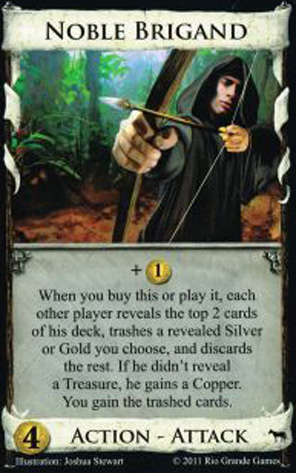 NOBLE BRIGAND
+ 1
When you buy this or play it, each
other player reveals the top 2 cards
of his deck, trashes a revealed Silver
or Gold you choose, and discards
the rest. If he didn't reveal
a Treasure, he gains a Copper.
You gain the trashed cards.
4 ACTION - ATTACK
Illustration: Joshua Stewart © 2011 Rio Grande Games